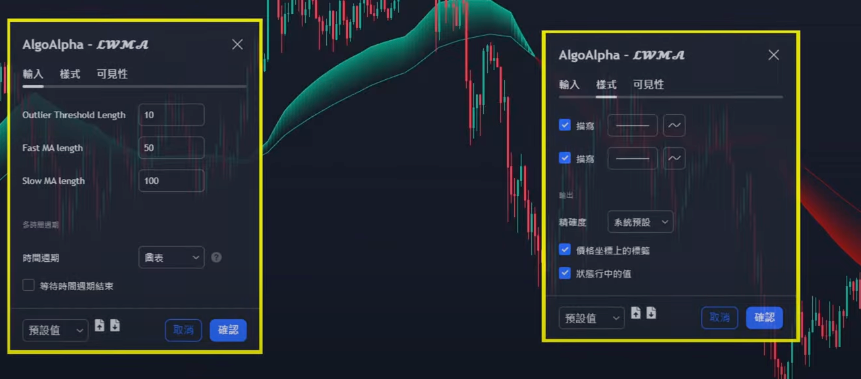 AlgoAlpha - 𝓛𝓦𝓜𝓐
輸入 樣式 可見性
Outlier Threshold Length 10
Fast MA length 50
Slow MA length 100
多時間週期
時間週期 圖表
等待時間週期結束
預設值 取消 確認
AlgoAlpha - 𝓛𝓦𝓜𝓐
輸入 樣式 可見性
描寫
描寫
輸出
精確度 系統預設
價格坐標上的標籤
狀態行中的值
預設值 取消 確認